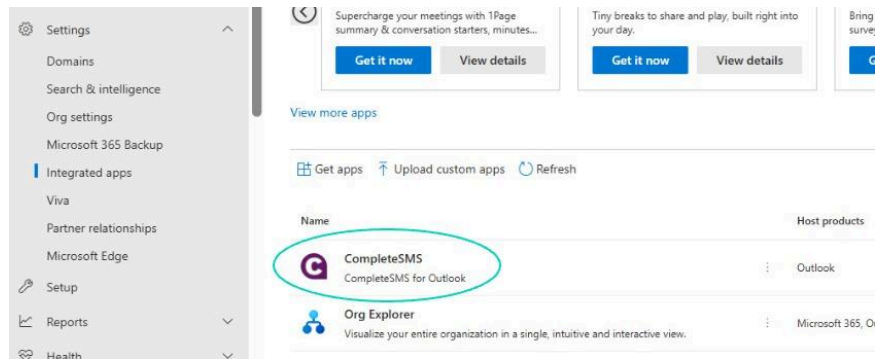 Settings
Domains
Search & intelligence
Org settings
Microsoft 365 Backup
Integrated apps
Viva
Partner relationships
Microsoft Edge
Setup
Reports
Health
Supercharge your meetings with 1Page
summary & conversation starters, minutes...
Get it now View details
Tiny breaks to share and play, built right into
your day.
Get it now View details
Bring
View more apps
Get apps Upload custom apps Refresh
Name Host products
CompleteSMS
CompleteSMS for Outlook
Outlook
Org Explorer
Visualize your entire organization in a single, intuitive and interactive view.
Microsoft 365,